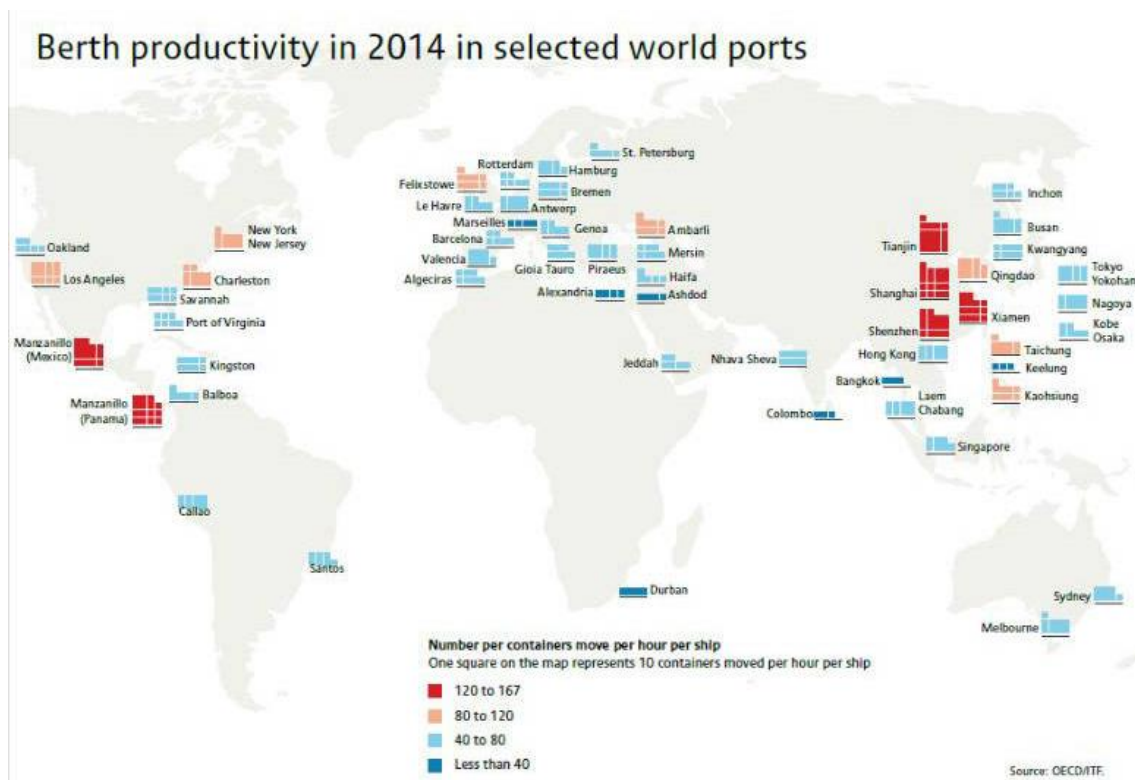 Berth productivity in 2014 in selected world ports
St. Petersburg
Rotterdam
Hamburg
Felixstowe
Bremen
Le Havre
Antwerp
Marseilles
Genoa
Ambarli
Barcelona
Valencia
Gioia Tauro
Piraeus
Mersin
Algeciras
Haifa
Alexandria
Ashdod
New York
New Jersey
Oakland
Los Angeles
Charleston
Savannah
Port of Virginia
Manzanillo
(Mexico)
Kingston
Balboa
Manzanillo
(Panama)
Callao
Santos
Durban
Jeddah
Nhava Sheva
Colombo
Inchon
Busan
Tianjin
Kwangyang
Qingdao
Tokyo
Yokohan
Shanghai
Nagoya
Xiamen
Shenzhen
Kobe
Osaka
Hong Kong
Taichung
Keelung
Bangkok
Kaohsiung
Laem
Chabang
Singapore
Sydney
Melbourne
Number per containers move per hour per ship
One square on the map represents 10 containers moved per hour per ship
120 to 167
80 to 120
40 to 80
Less than 40
Source: OECD/ITF.